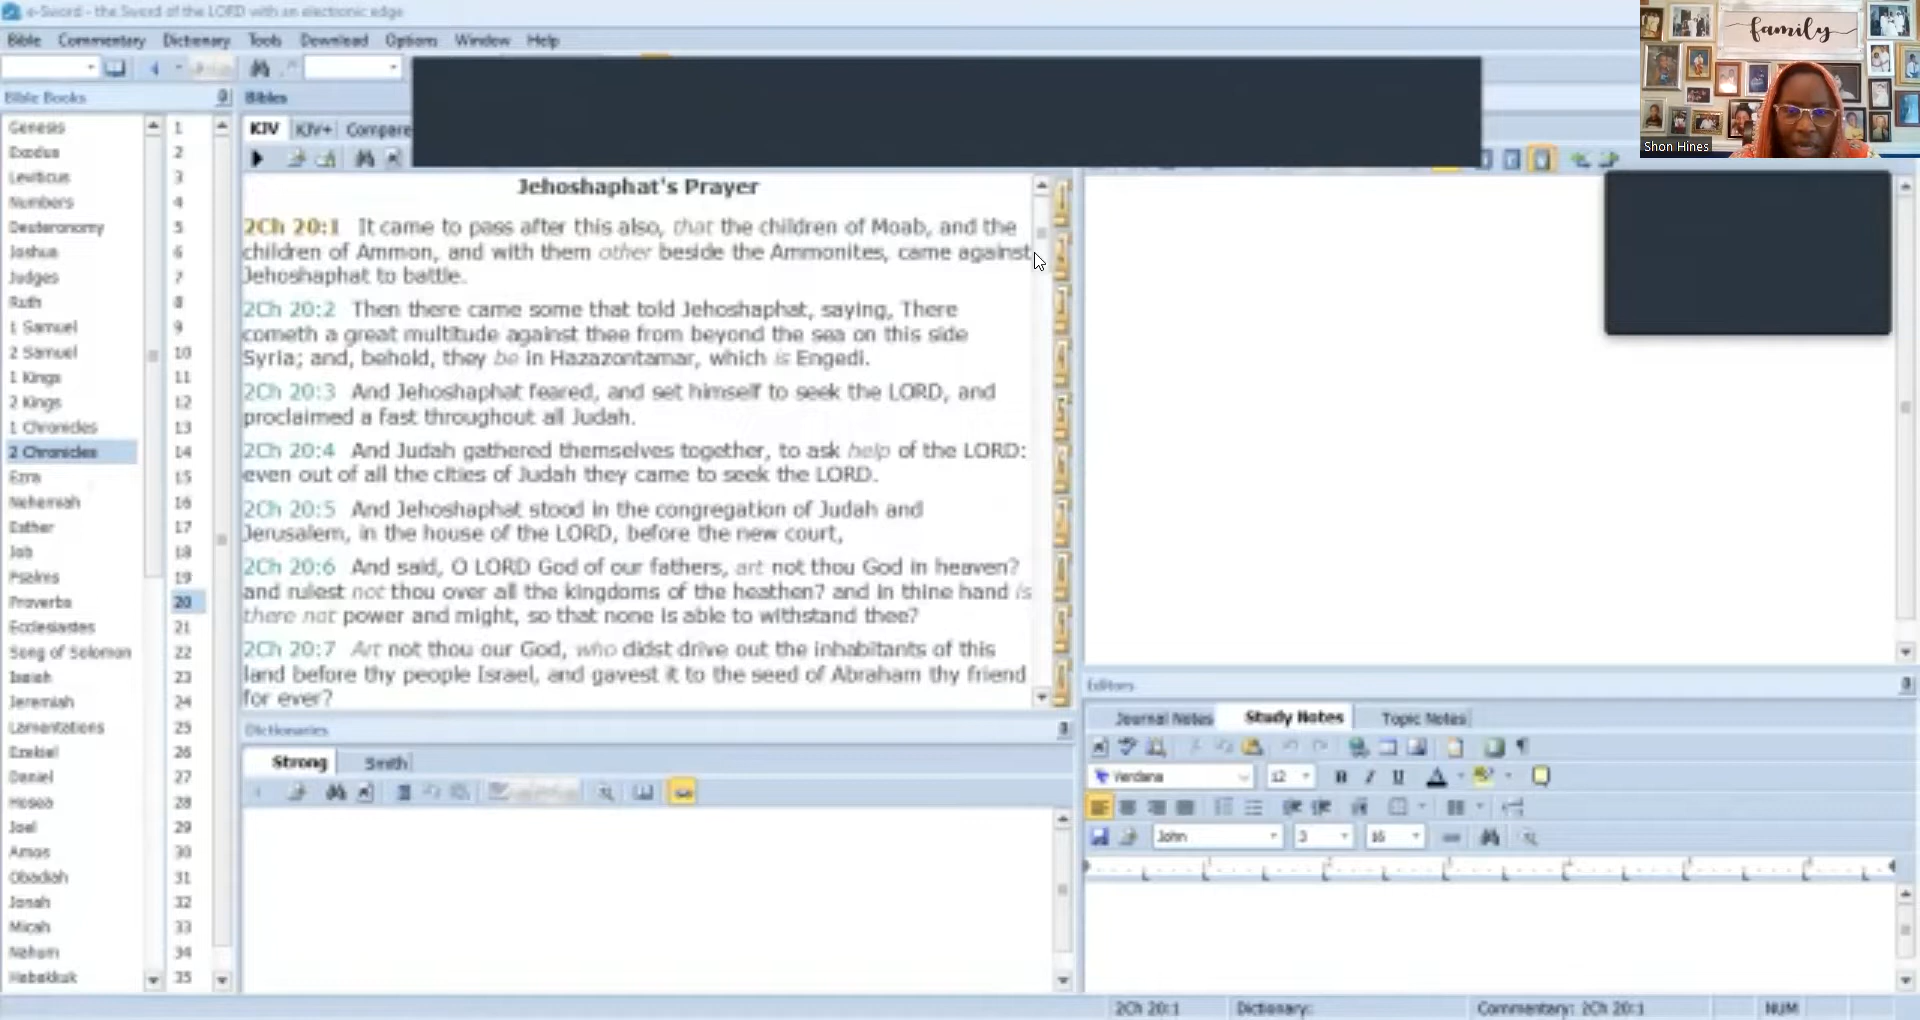 e-Sword - the Sword of the LORD with an electronic edge
Bible Commentary Dictionary Tools Download Options Window Help
Bible Books
Bibles
KJV KJV+ Compare
family
Shon Hines
Genesis
Exodus
Leviticus
Numbers
Deuteronomy
Joshua
Judges
Ruth
1 Samuel
2 Samuel
1 Kings
2 Kings
1 Chronicles
2 Chronicles
Ezra
Nehemiah
Esther
Job
Psalms
Proverbs
Ecclesiastes
Song of Solomon
Isaiah
Jeremiah
Lamentations
Ezekiel
Daniel
Hosea
Joel
Amos
Obadiah
Jonah
Micah
Nahum
Habakkuk
1
2
3
4
5
6
7
8
9
10
11
12
13
14
15
16
17
18
19
20
21
22
23
24
25
26
27
28
29
30
31
32
33
34
35
Jehoshaphat's Prayer
2Ch 20:1 It came to pass after this also, that the children of Moab, and the
children of Ammon, and with them other beside the Ammonites, came against
Jehoshaphat to battle.
2Ch 20:2 Then there came some that told Jehoshaphat, saying, There
cometh a great multitude against thee from beyond the sea on this side
Syria; and, behold, they be in Hazazontamar, which is Engedi.
2Ch 20:3 And Jehoshaphat feared, and set himself to seek the LORD, and
proclaimed a fast throughout all Judah.
2Ch 20:4 And Judah gathered themselves together, to ask help of the LORD:
even out of all the cities of Judah they came to seek the LORD.
2Ch 20:5 And Jehoshaphat stood in the congregation of Judah and
Jerusalem, in the house of the LORD, before the new court,
2Ch 20:6 And said, O LORD God of our fathers, art not thou God in heaven?
and rulest not thou over all the kingdoms of the heathen? and in thine hand is
there not power and might, so that none is able to withstand thee?
2Ch 20:7 Art not thou our God, who didst drive out the inhabitants of this
land before thy people Israel, and gavest it to the seed of Abraham thy friend
for ever?
Dictionaries
Strong Smith
Editors
Journal Notes Study Notes Topic Notes
Verdana 12 B I U A
John 3 16
2Ch 20:1 Dictionary: Commentary: 2Ch 20:1 NUM